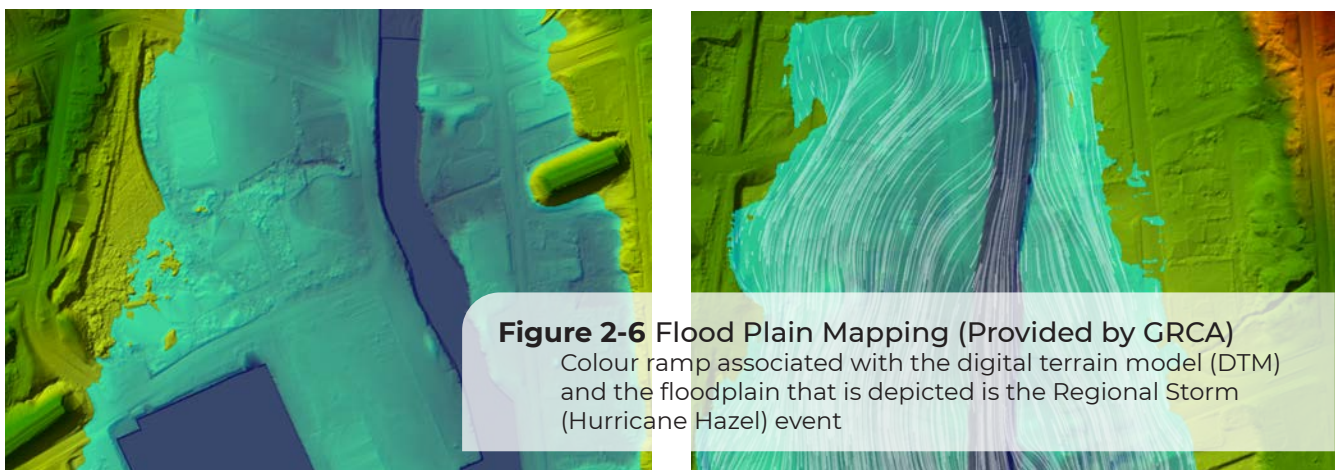 Figure 2-6 Flood Plain Mapping (Provided by GRCA)
Colour ramp associated with the digital terrain model (DTM)
and the floodplain that is depicted is the Regional Storm
(Hurricane Hazel) event